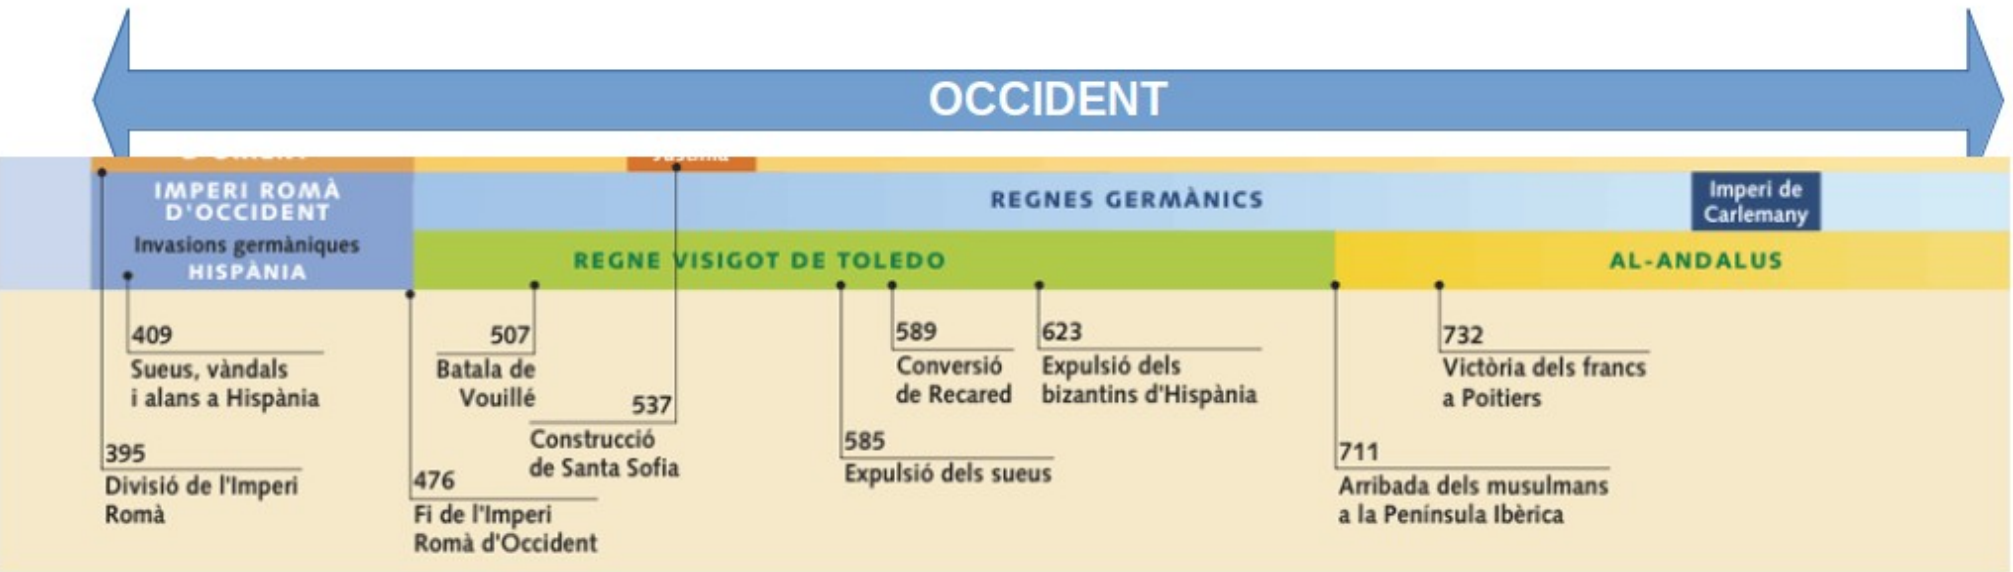 OCCIDENT
IMPERI ROMÀ
D'OCCIDENT
Invasions germàniques
HISPÀNIA
REGNES GERMÀNICS
Imperi de
Carlemany
REGNE VISIGOT DE TOLEDO
AL-ANDALUS
409
Sueus, vàndals
i alans a Hispània
395
Divisió de l'Imperi
Romà
476
Fi de l'Imperi
Romà d'Occident
507
Batala de
Vouillé
537
Construcció
de Santa Sofia
585
Expulsió dels sueus
589
Conversió
de Recared
623
Expulsió dels
bizantins d'Hispània
711
Arribada dels musulmans
a la Península Ibèrica
732
Victòria dels francs
a Poitiers